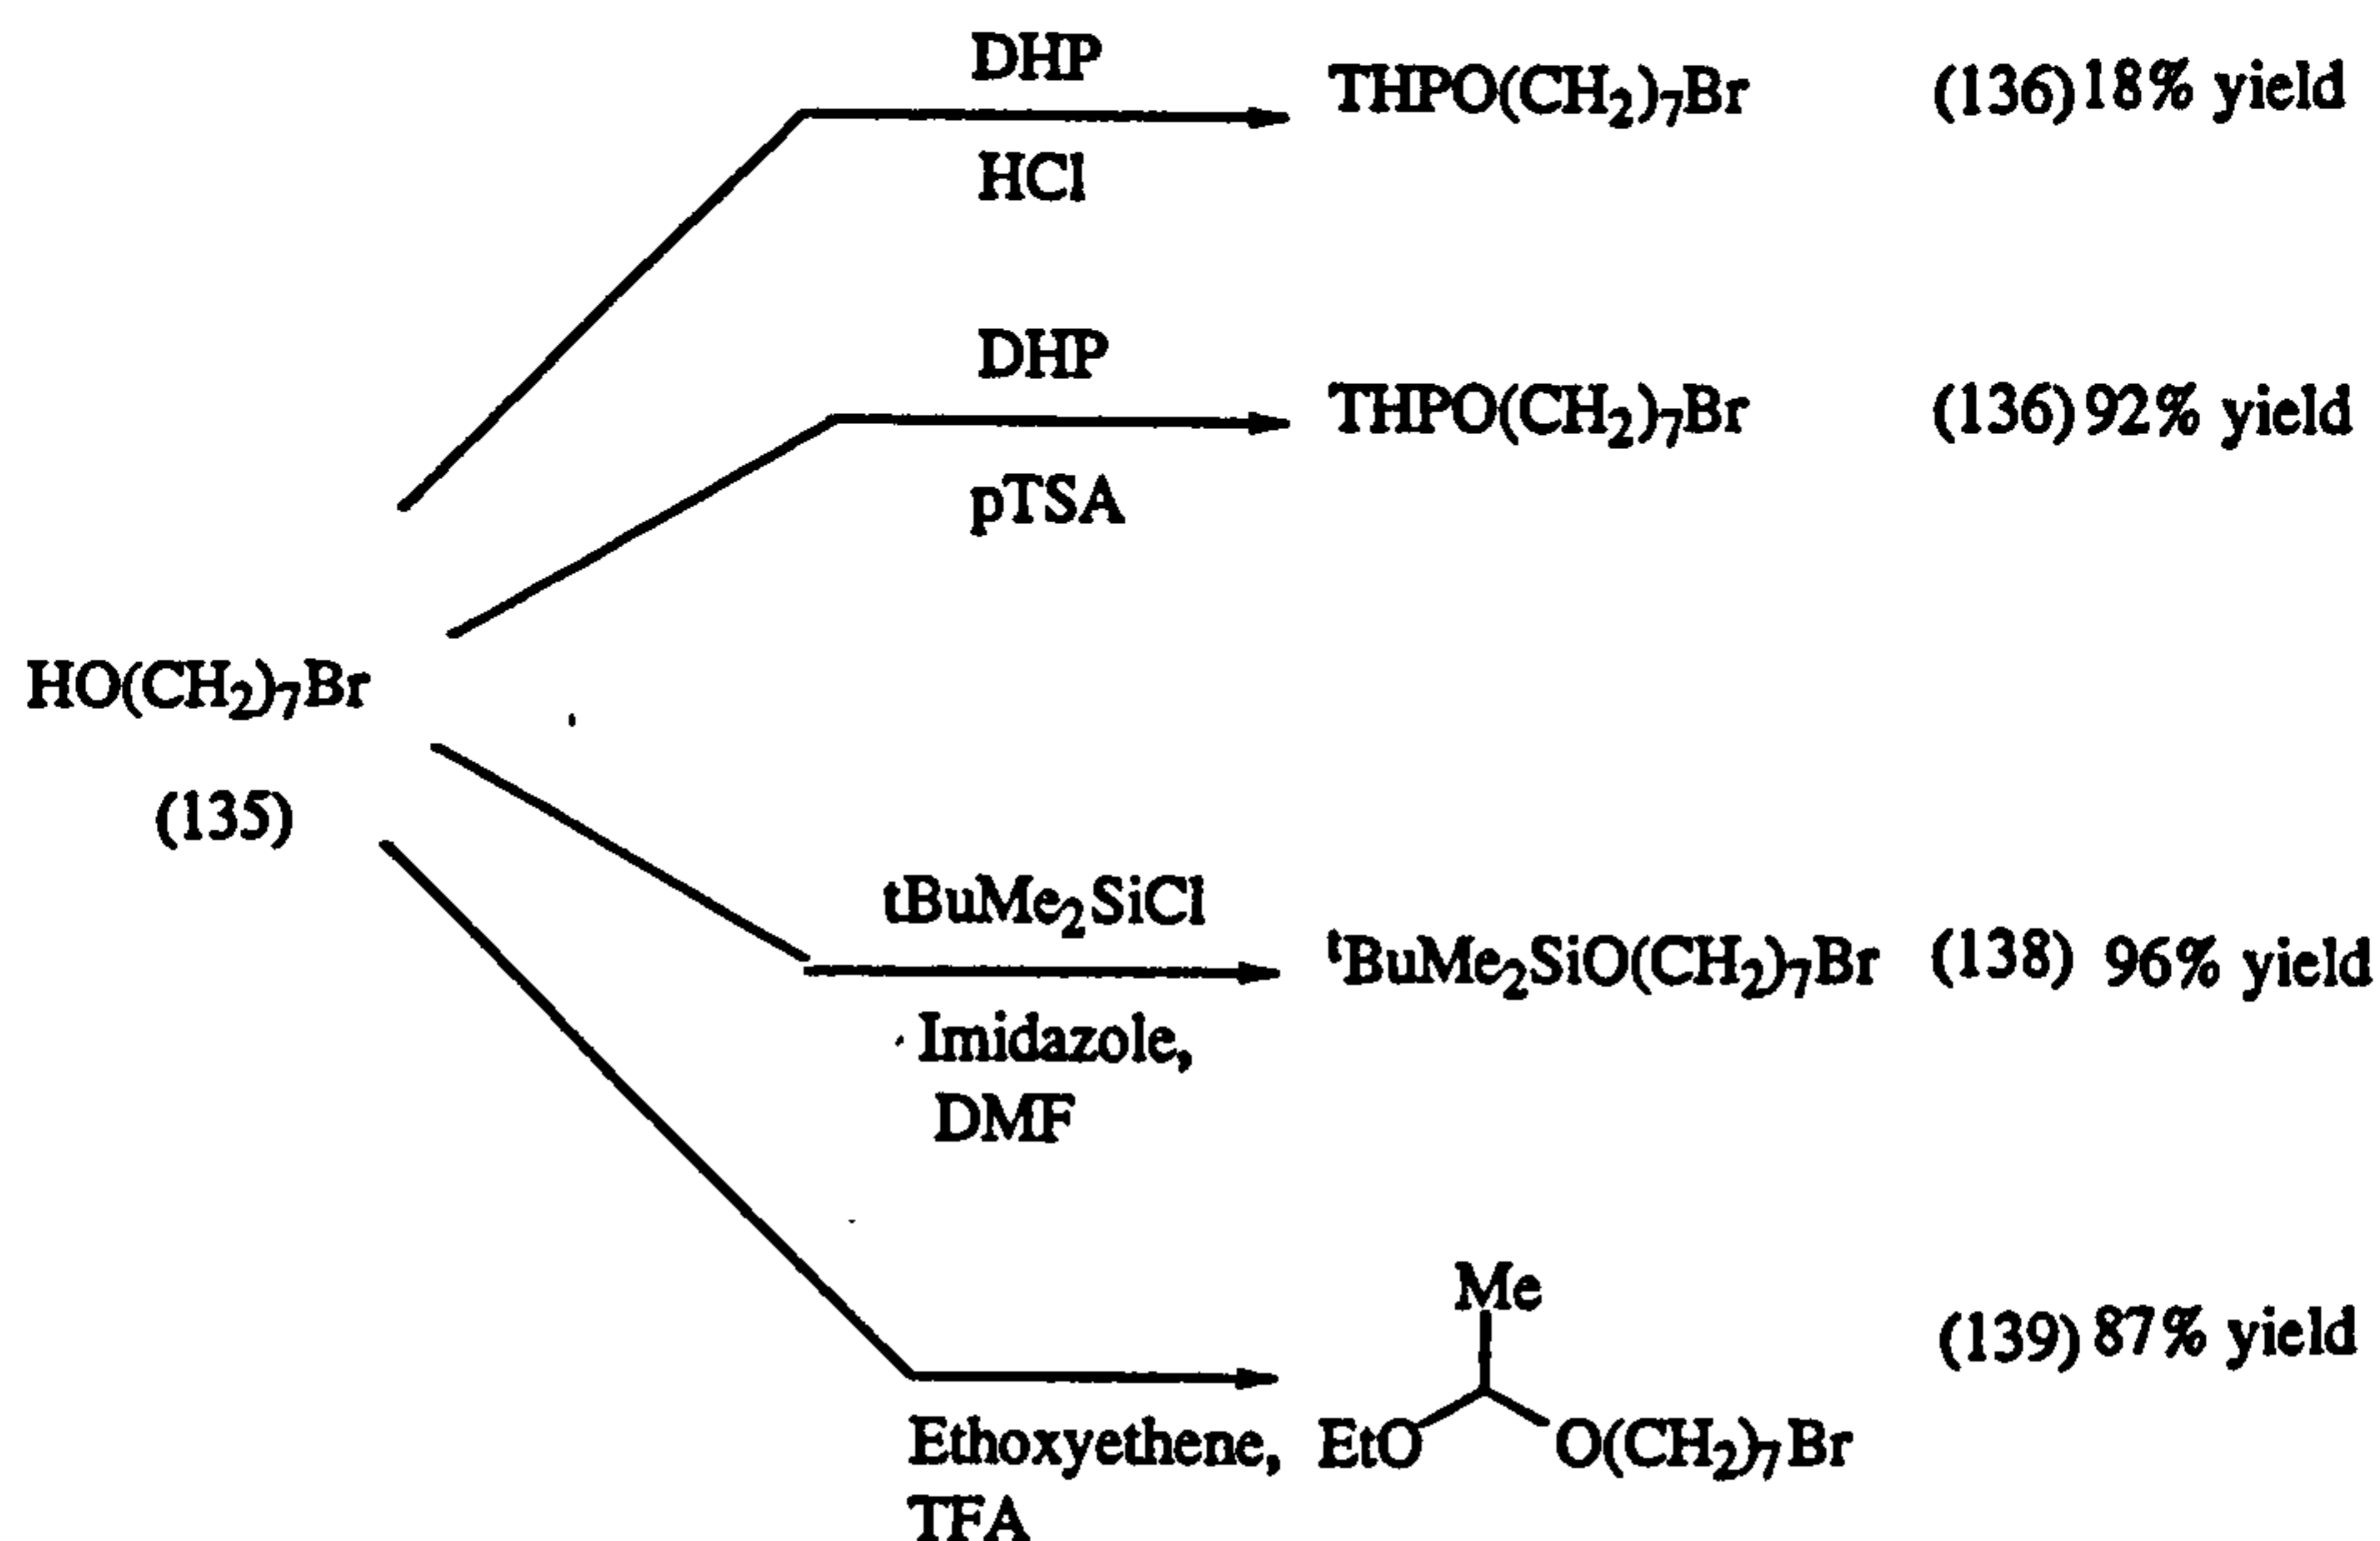 DHP
THPO(CH₂)₇Br (136) 18% yield
HCl
DHP
THPO(CH₂)₇Br (136) 92% yield
pTSA
HO(CH₂)₇Br
(135)
tBuMe₂SiCl
ᵗBuMe₂SiO(CH₂)₇Br (138) 96% yield
Imidazole,
DMF
Me
(139) 87% yield
EtO O(CH₂)₇Br
Ethoxyethene,
TFA